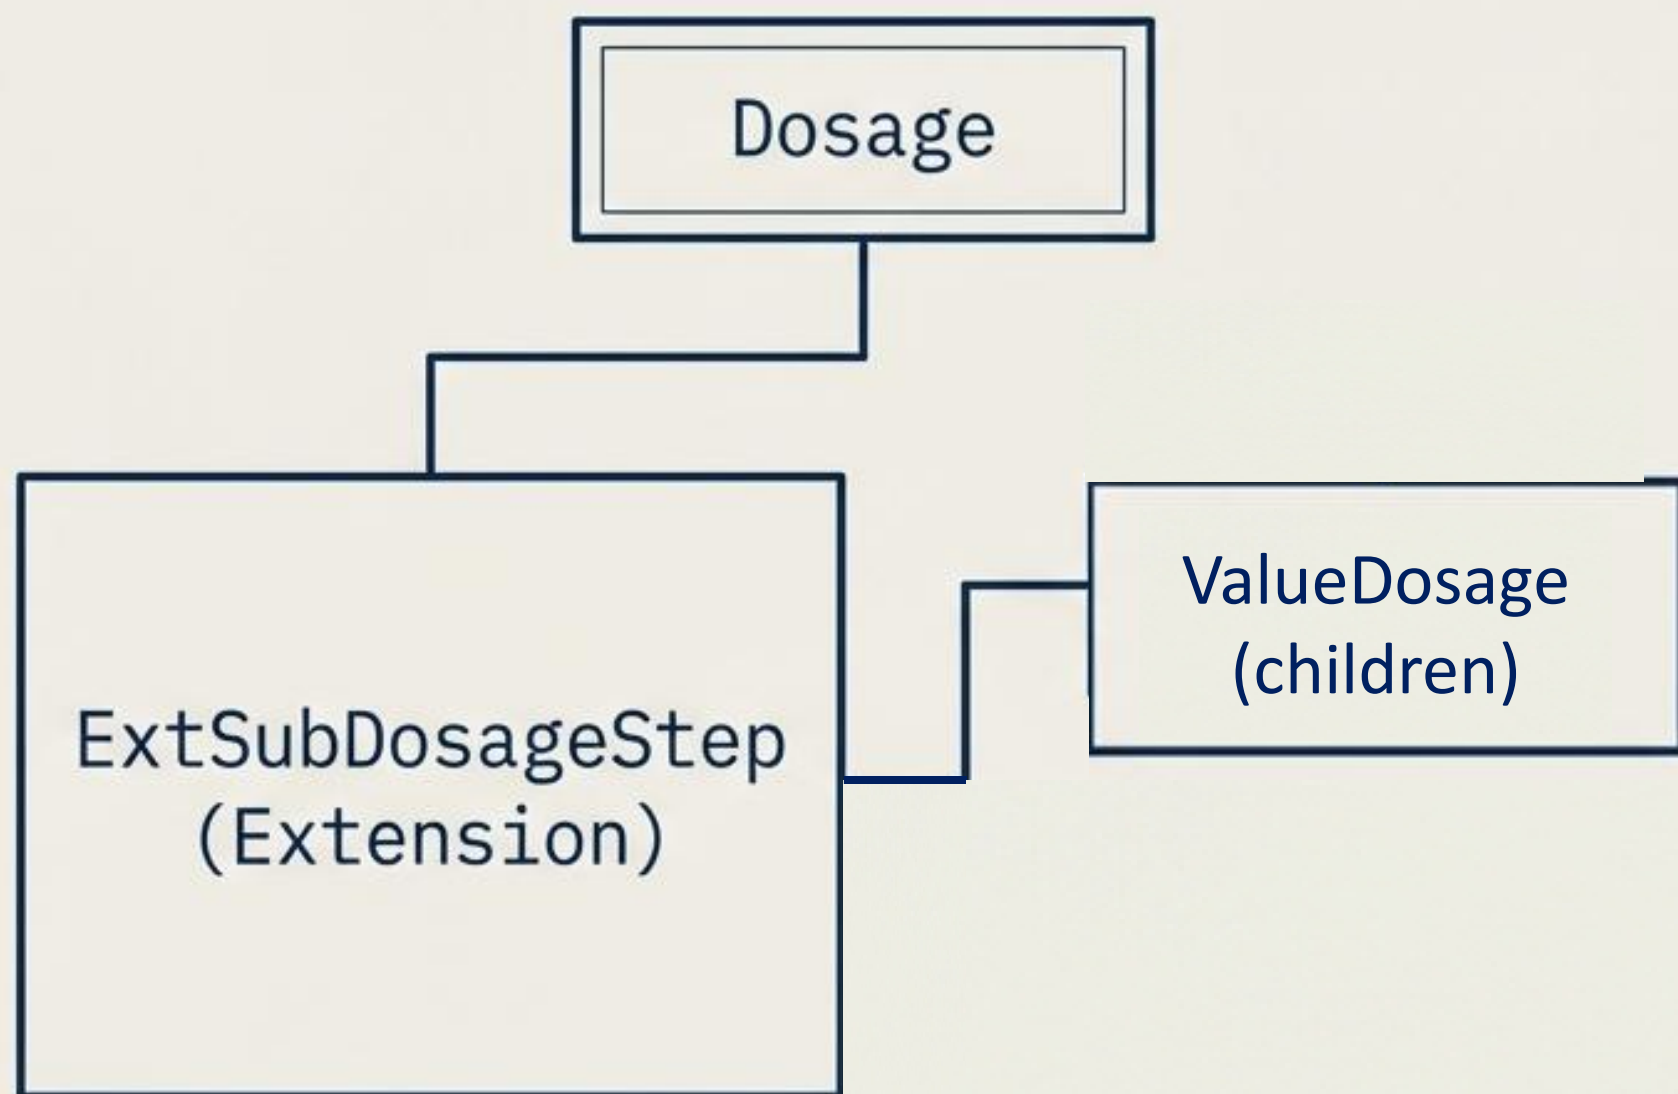 Dosage
ValueDosage
(children)
ExtSubDosageStep
(Extension)